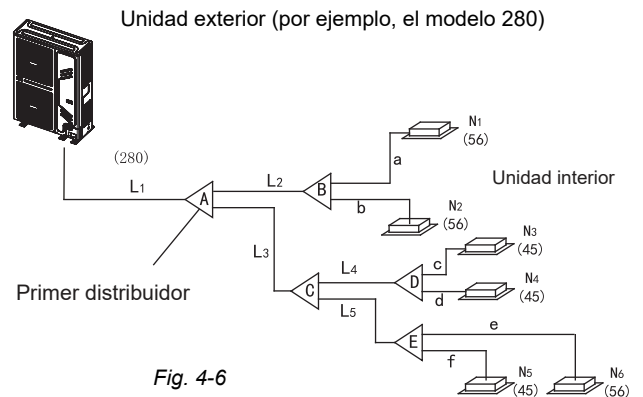 Unidad exterior (por ejemplo, el modelo 280)
(280)
L1
A
Primer distribuidor
L2
B
a
N1
(56)
b
N2
(56)
Unidad interior
L3
C
L4
D
c
N3
(45)
d
N4
(45)
L5
E
e
f
N5
(45)
N6
(56)
Fig. 4-6